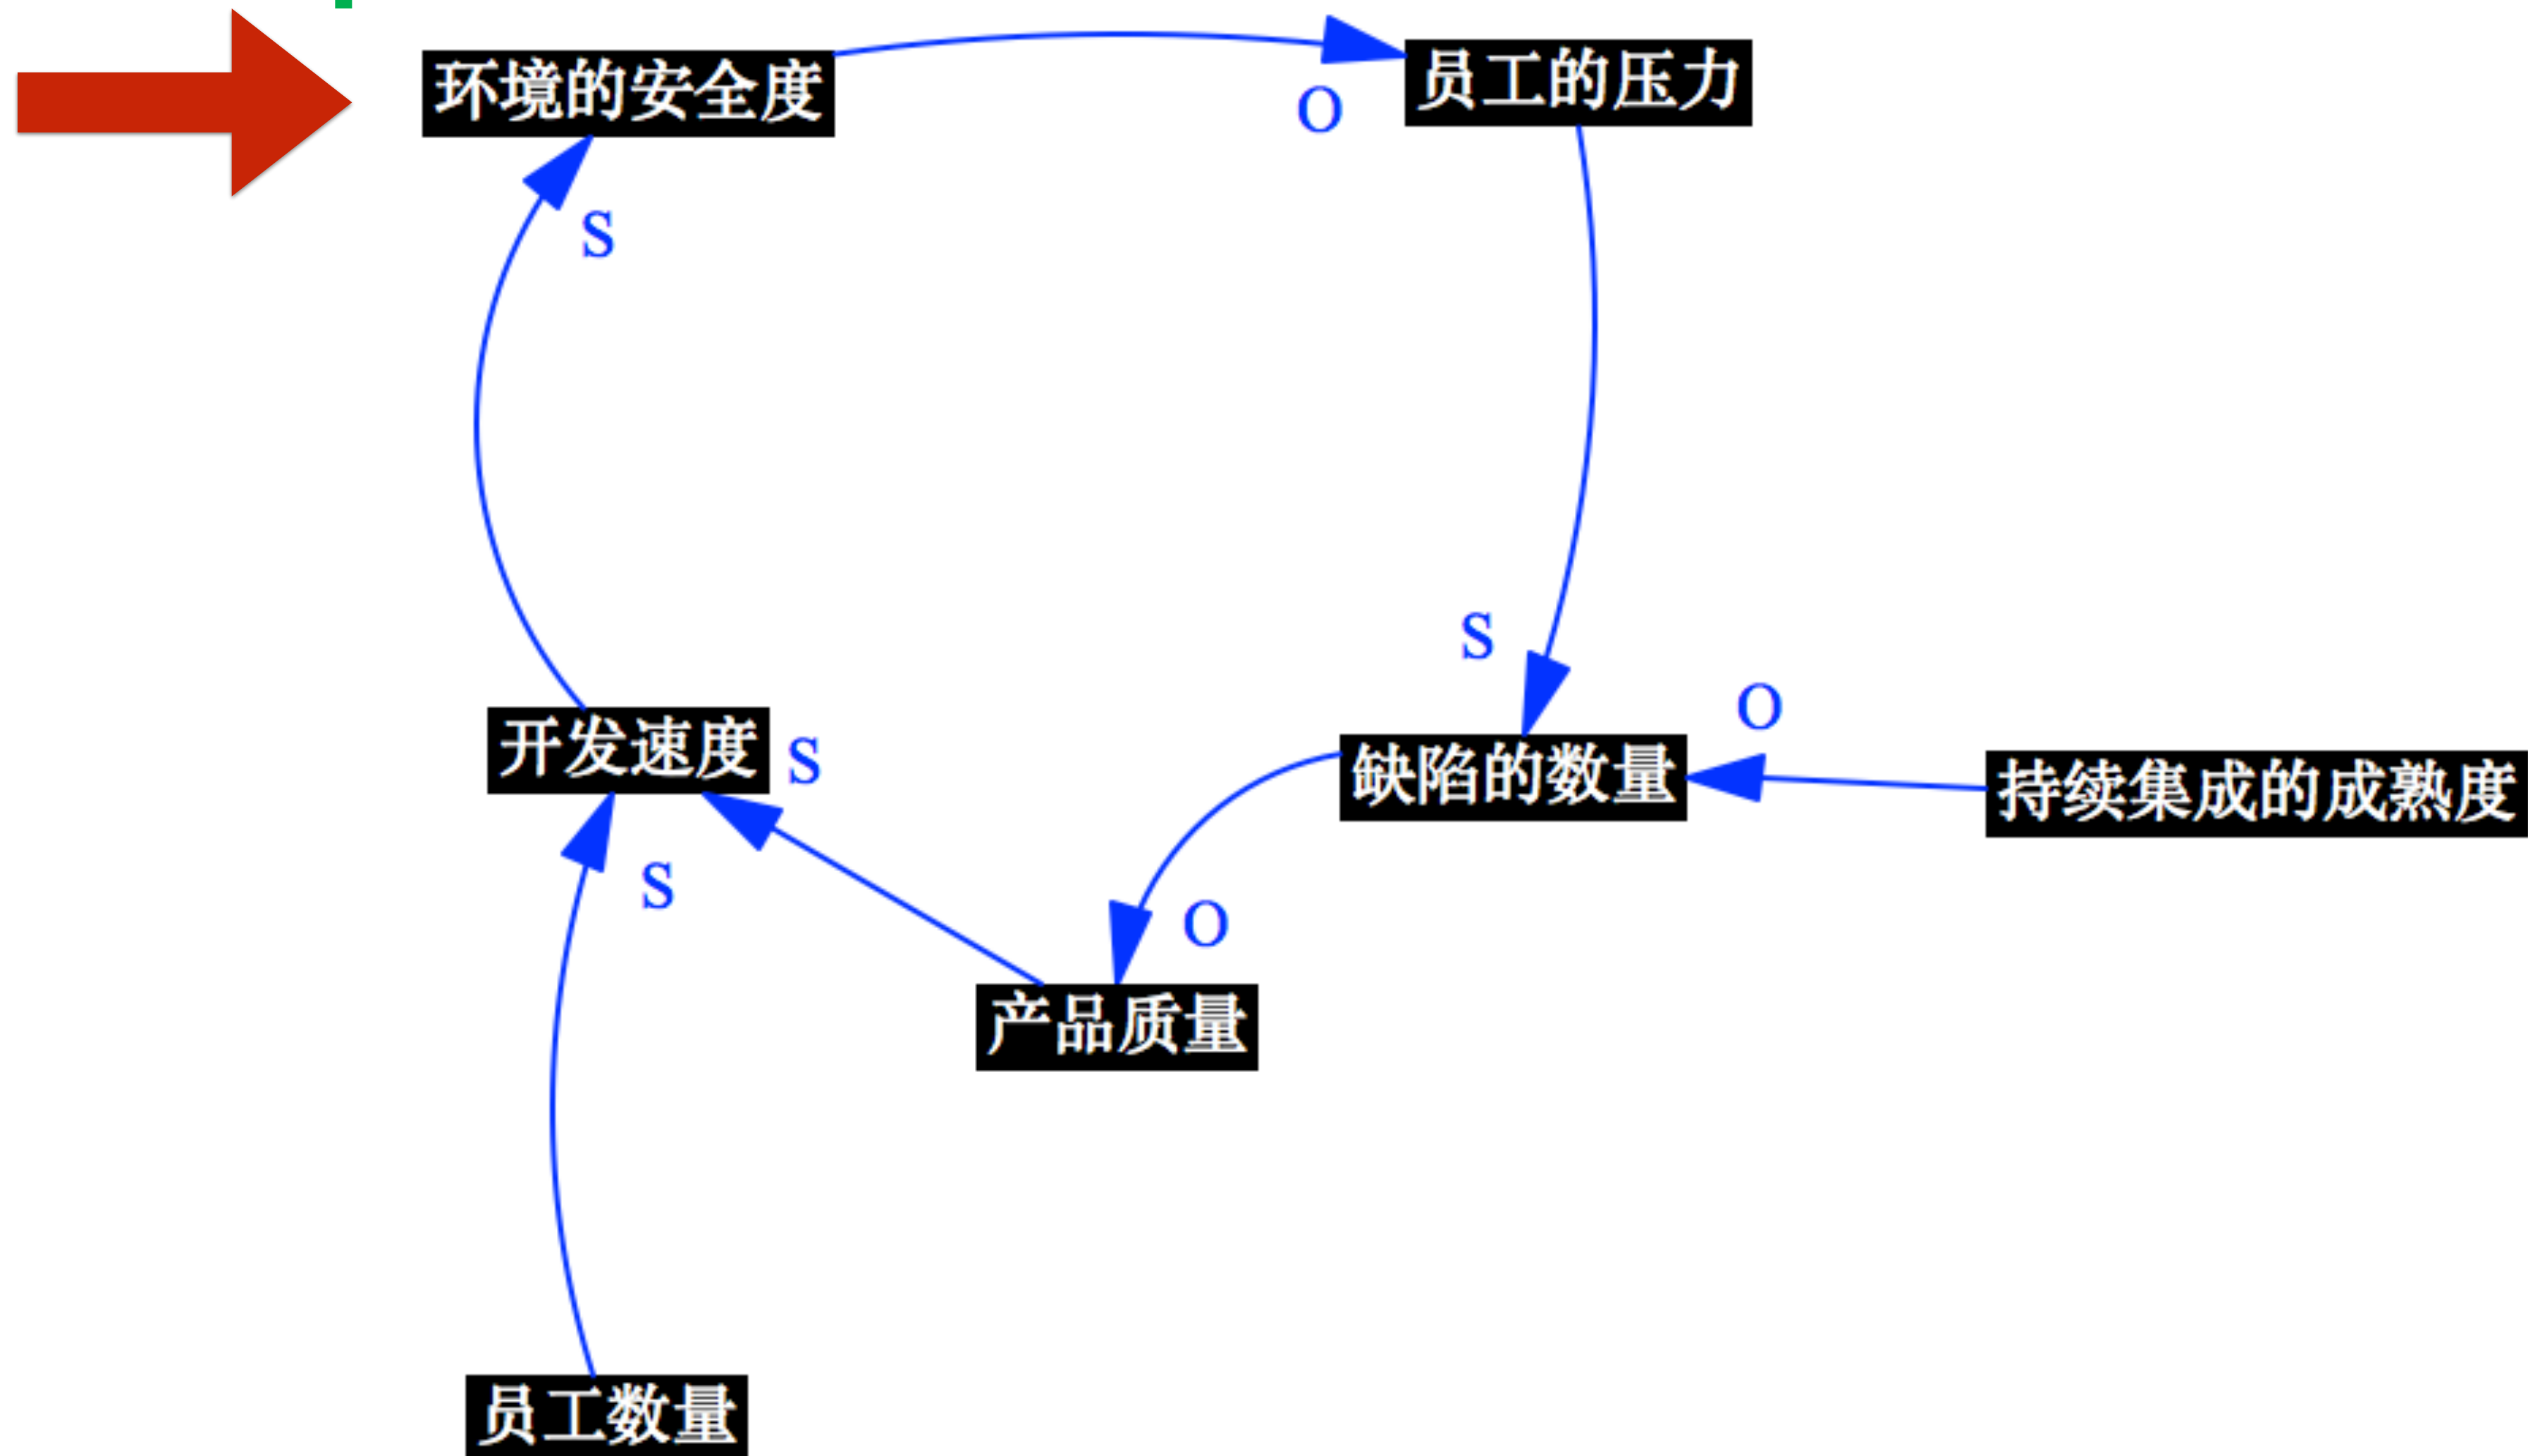 环境的安全度
员工的压力
O
S
S
O
开发速度
S
缺陷的数量
持续集成的成熟度
S
O
产品质量
员工数量